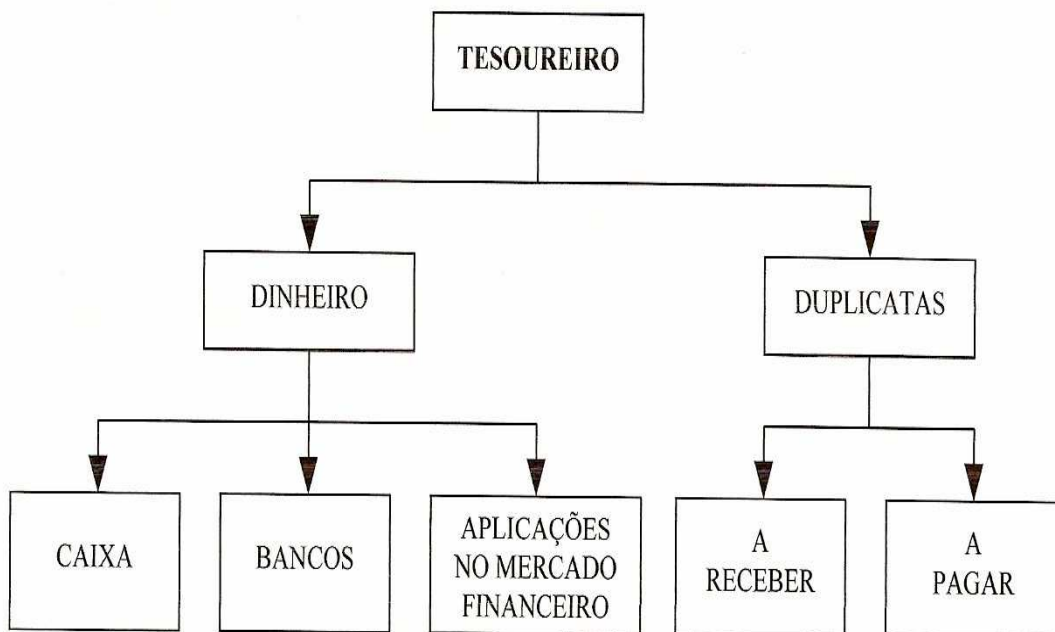 TESOUREIRO
DINHEIRO
DUPLICATAS
CAIXA
BANCOS
APLICAÇÕES
NO MERCADO
FINANCEIRO
A
RECEBER
A
PAGAR